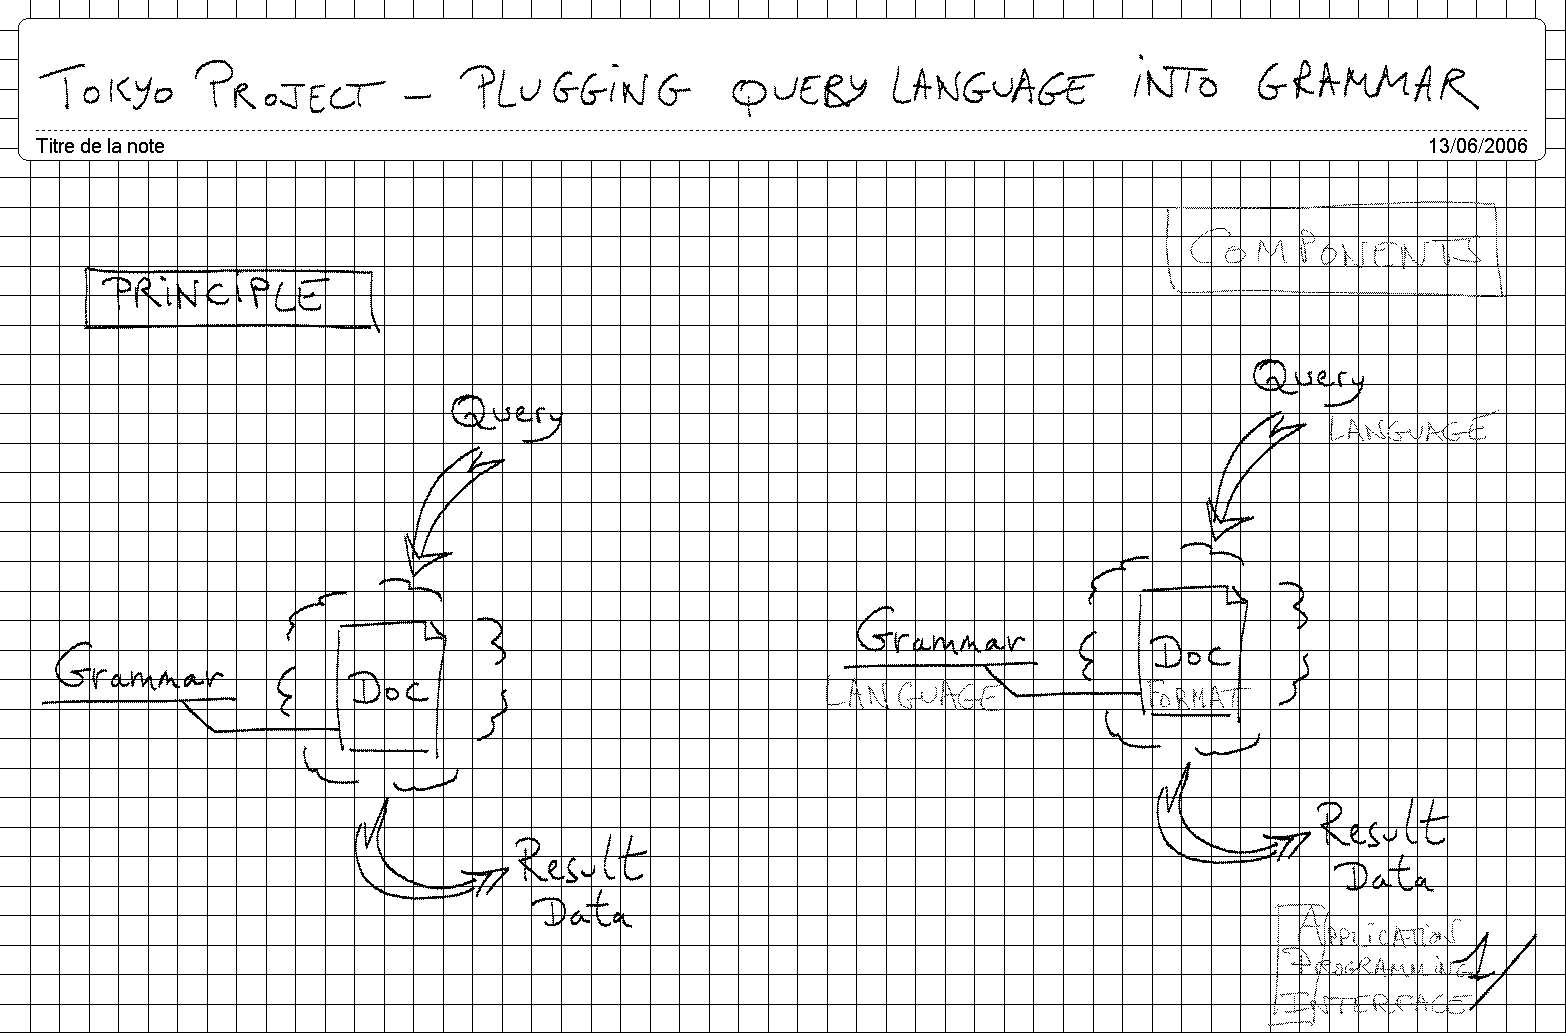 TOKYO PROJECT - PLUGGING QUERY LANGUAGE INTO GRAMMAR
Titre de la note
13/06/2006
PRINCIPLE
Query
Grammar
Doc
Result
Data
COMPONENTS
Query
LANGUAGE
Grammar
LANGUAGE
Doc
FORMAT
Result
Data
APPLICATION
PROGRAMMING
INTERFACE
1/